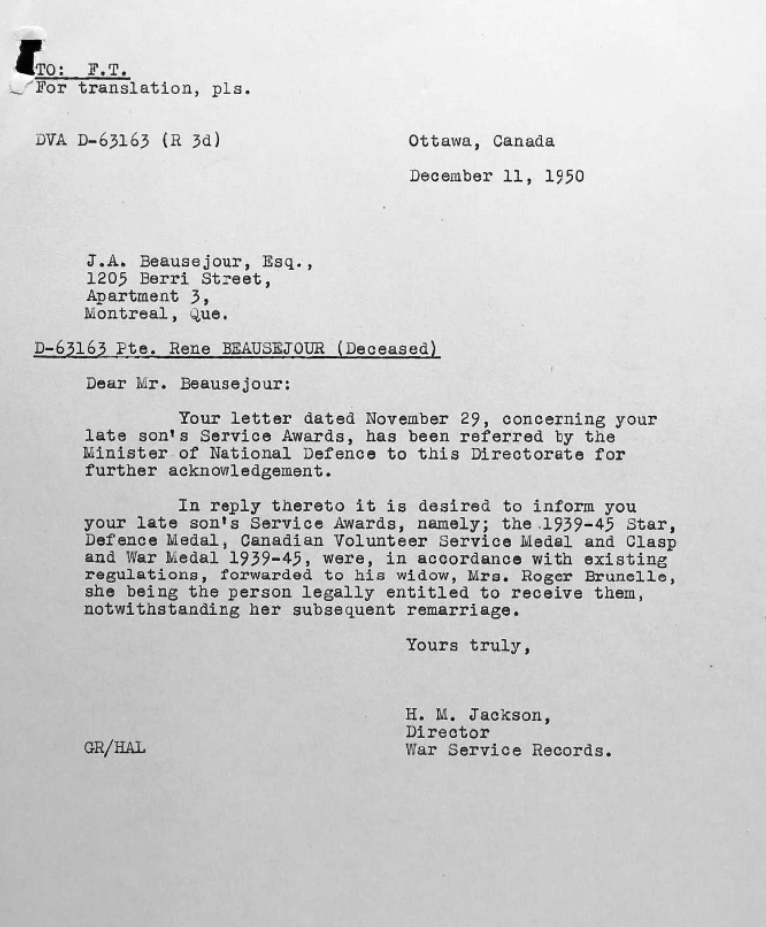 TO: F.T.
For translation, pls.
DVA D-63163 (R 3d)
Ottawa, Canada
December 11, 1950
J.A. Beausejour, Esq.,
1205 Berri Street,
Apartment 3,
Montreal, Que.
D-63163 Pte. Rene BEAUSEJOUR (Deceased)
Dear Mr. Beausejour:
Your letter dated November 29, concerning your
late son's Service Awards, has been referred by the
Minister of National Defence to this Directorate for
further acknowledgement.
In reply thereto it is desired to inform you
your late son's Service Awards, namely; the 1939-45 Star,
Defence Medal, Canadian Volunteer Service Medal and Clasp
and War Medal 1939-45, were, in accordance with existing
regulations, forwarded to his widow, Mrs. Roger Brunelle,
she being the person legally entitled to receive them,
notwithstanding her subsequent remarriage.
Yours truly,
H. M. Jackson,
Director
GR/HAL
War Service Records.